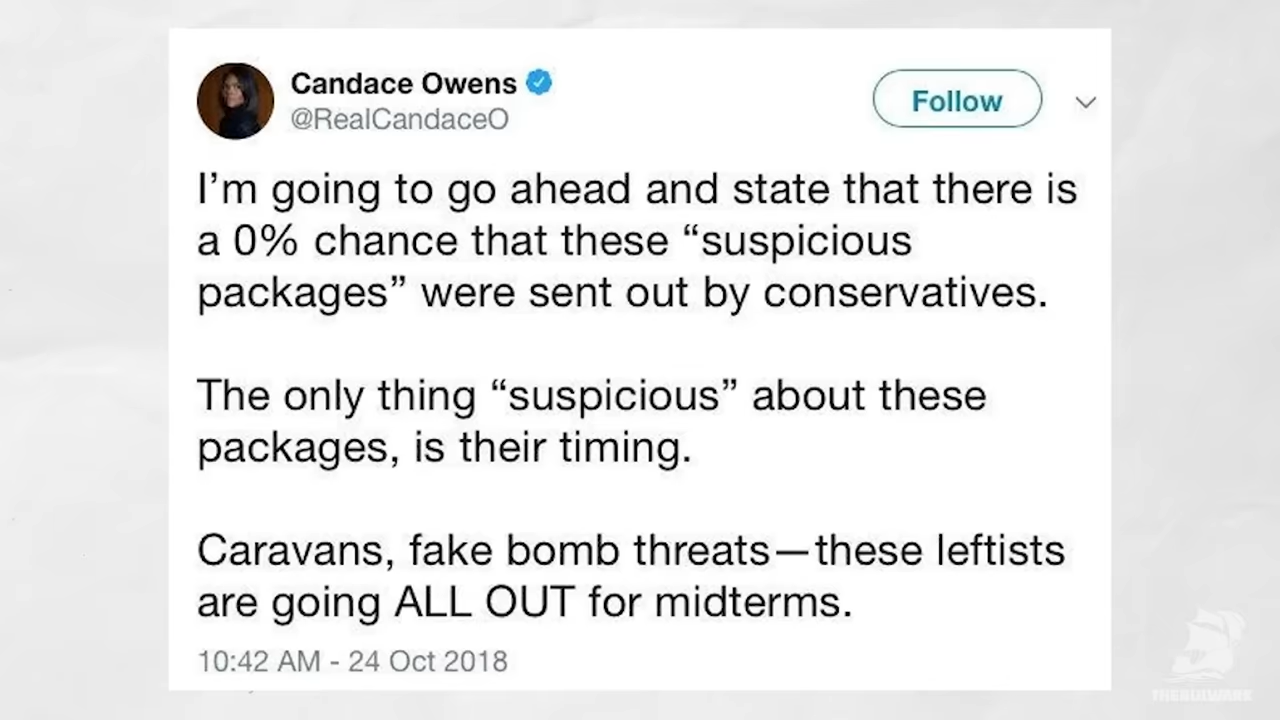 Candace Owens
@RealCandaceO
Follow
I’m going to go ahead and state that there is
a 0% chance that these “suspicious
packages” were sent out by conservatives.
The only thing “suspicious” about these
packages, is their timing.
Caravans, fake bomb threats—these leftists
are going ALL OUT for midterms.
10:42 AM - 24 Oct 2018
THEBULWARK